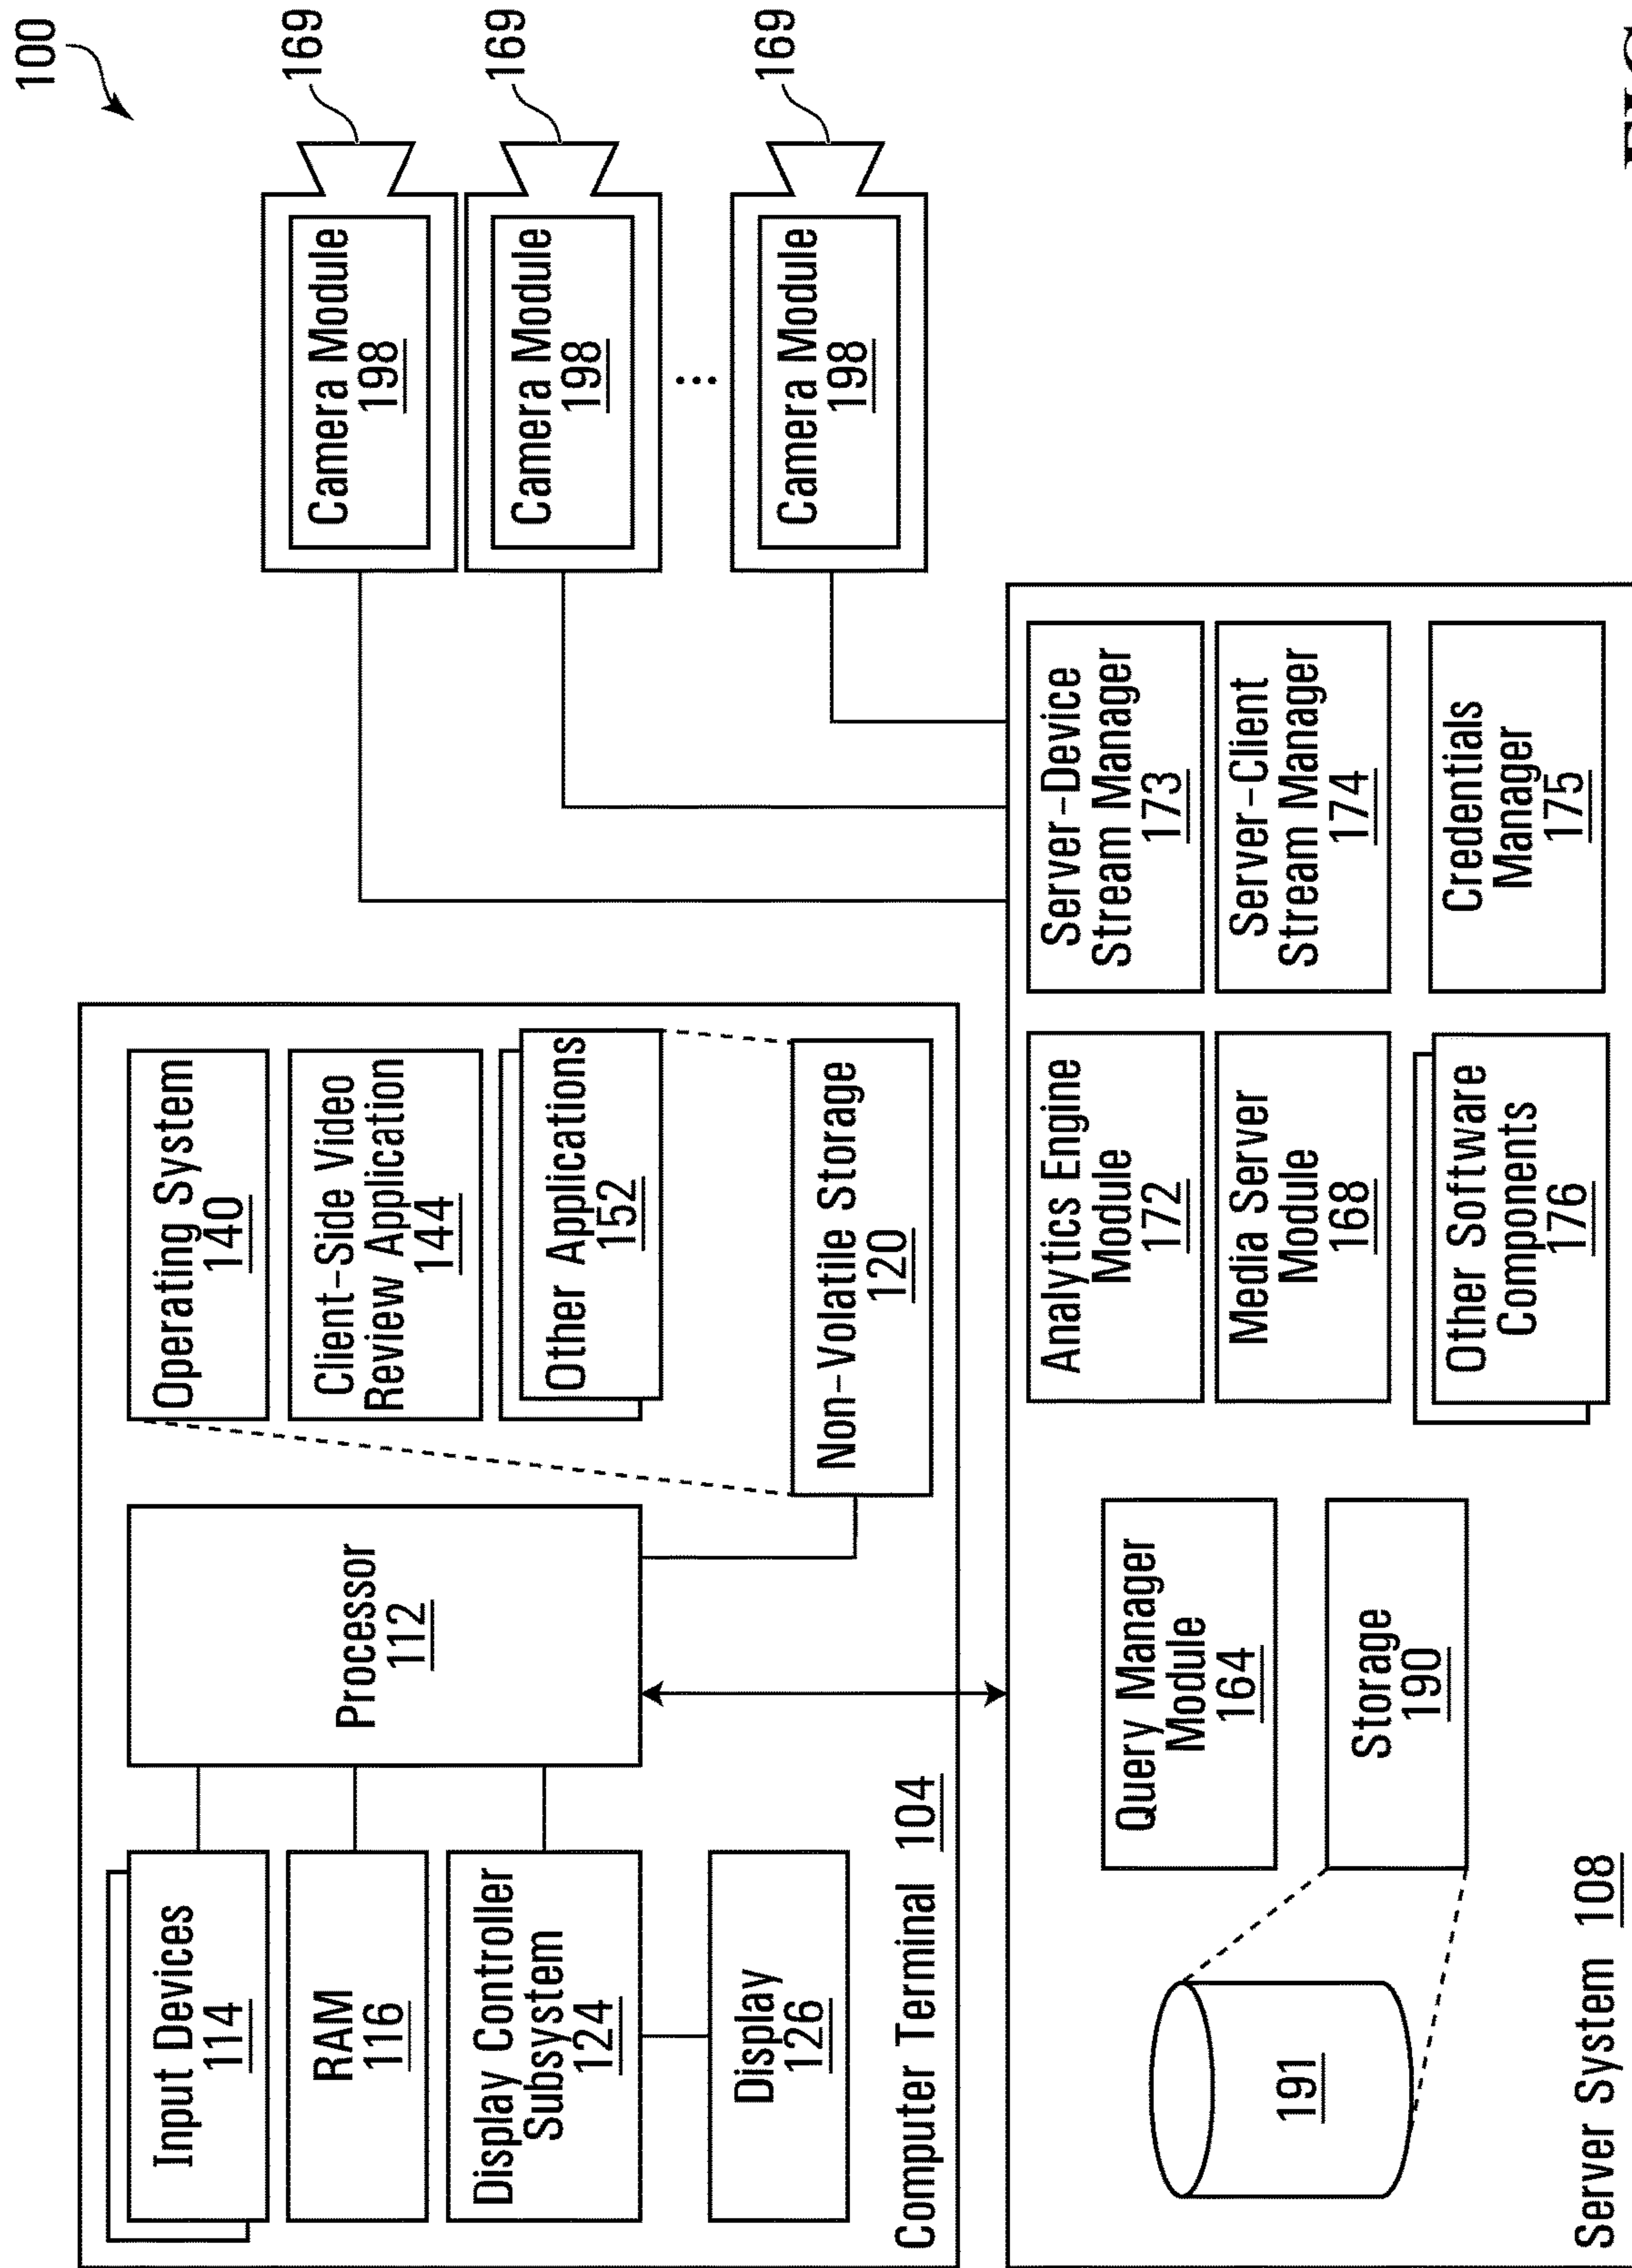 100
169
169
169
Camera Module
198
Camera Module
198
Camera Module
198
Input Devices
114
RAM
116
Display Controller
Subsystem
124
Display
126
Processor
112
Operating System
140
Client-Side Video
Review Application
144
Other Applications
152
Non-Volatile Storage
120
Computer Terminal 104
191
Query Manager
Module
164
Storage
190
Analytics Engine
Module
172
Media Server
Module
168
Other Software
Components
176
Server-Device
Stream Manager
173
Server-Client
Stream Manager
174
Credentials
Manager
175
Server System 108